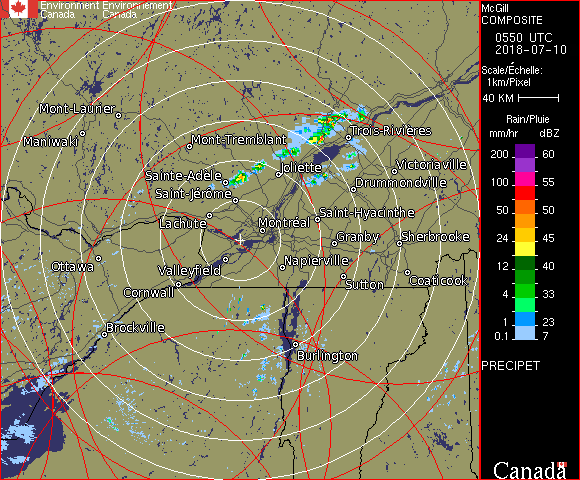 Environment Environnement
Canada Canada
McGill
COMPOSITE
0550 UTC
2018-07-10
Scale/Échelle:
1km/Pixel
40 KM
Rain/Pluie
mm/hr dBZ
200 60
100 55
50 50
24 45
12 40
8 33
4 30
1 23
0.1 7
PRECIPET
Canada
Mont-Laurier
Maniwaki
Mont-Tremblant
Trois-Rivières
Victoriaville
Joliette
Sainte-Adèle
Drummondville
Saint-Jérôme
Saint-Hyacinthe
Lachute
Montréal
Granby
Sherbrooke
Ottawa
Valleyfield
Napierville
Coaticook
Sutton
Cornwall
Brockville
Burlington